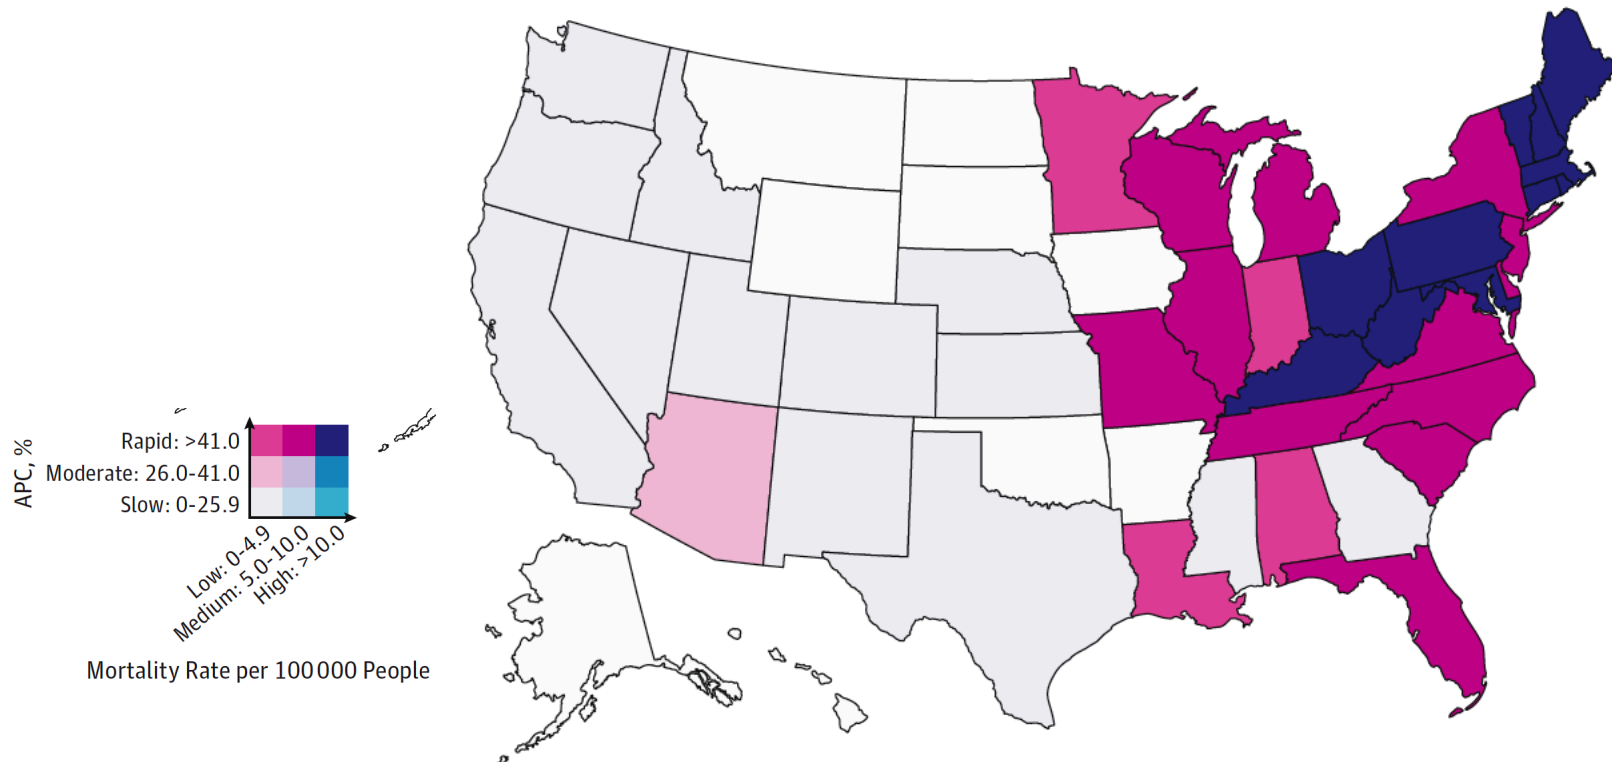 APC, %
Rapid: >41.0
Moderate: 26.0-41.0
Slow: 0-25.9
Low: 0-4.9
Medium: 5.0-10.0
High: >10.0
Mortality Rate per 100 000 People